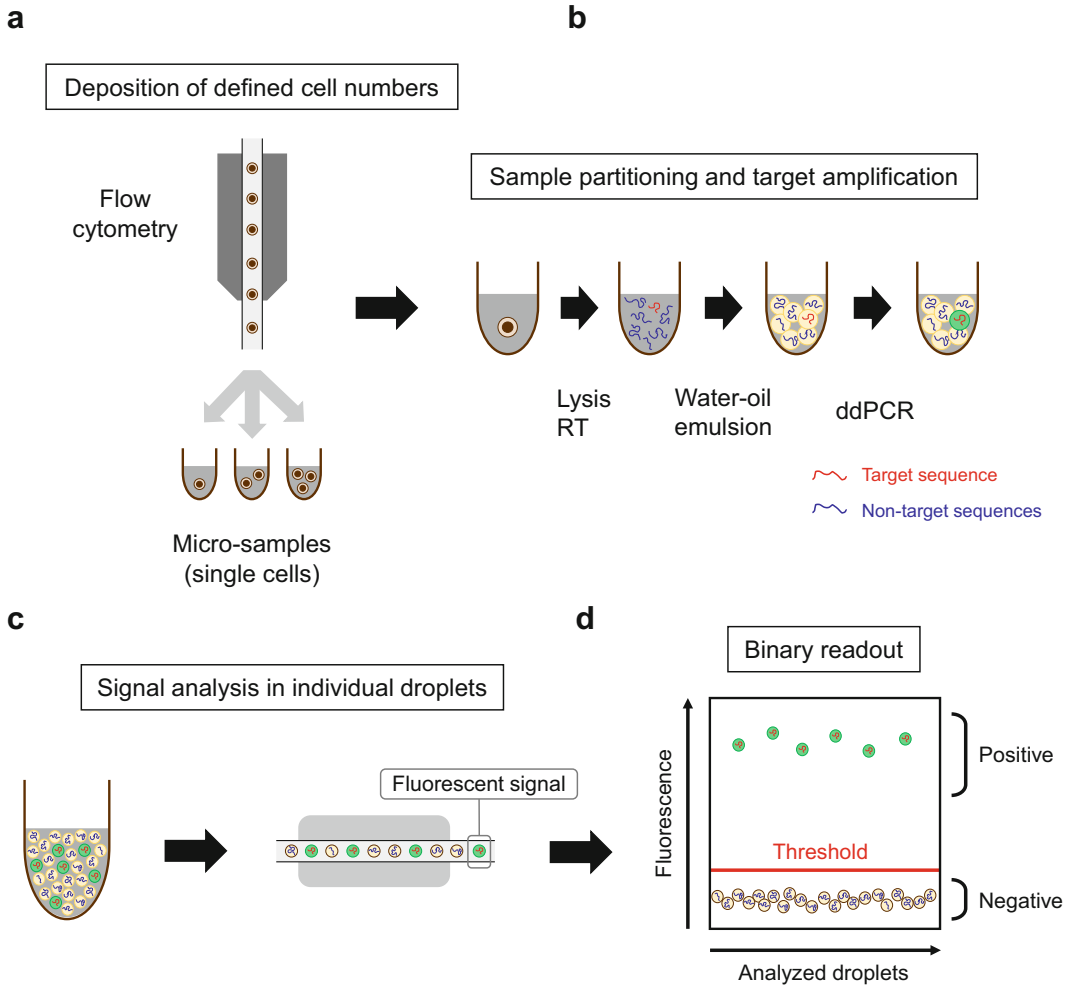 a
Deposition of defined cell numbers
Flow
cytometry
Micro-samples
(single cells)
b
Sample partitioning and target amplification
Lysis
RT
Water-oil
emulsion
ddPCR
Target sequence
Non-target sequences
c
Signal analysis in individual droplets
Fluorescent signal
d
Binary readout
Fluorescence
Positive
Threshold
Negative
Analyzed droplets